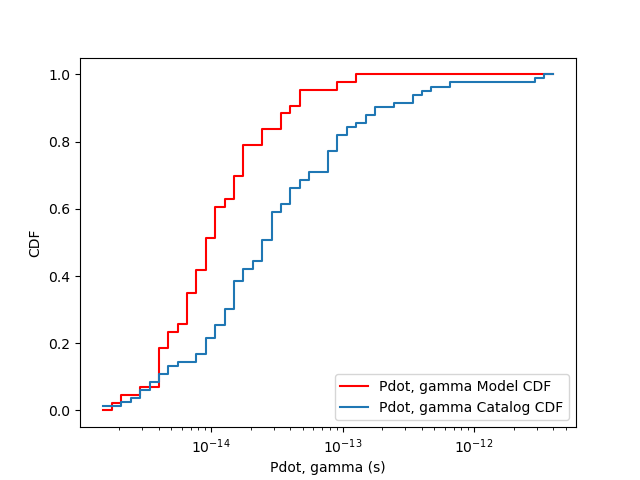 1.0
0.8
0.6
0.4
0.2
0.0
CDF
10⁻¹⁴
10⁻¹³
10⁻¹²
Pdot, gamma (s)
Pdot, gamma Model CDF
Pdot, gamma Catalog CDF